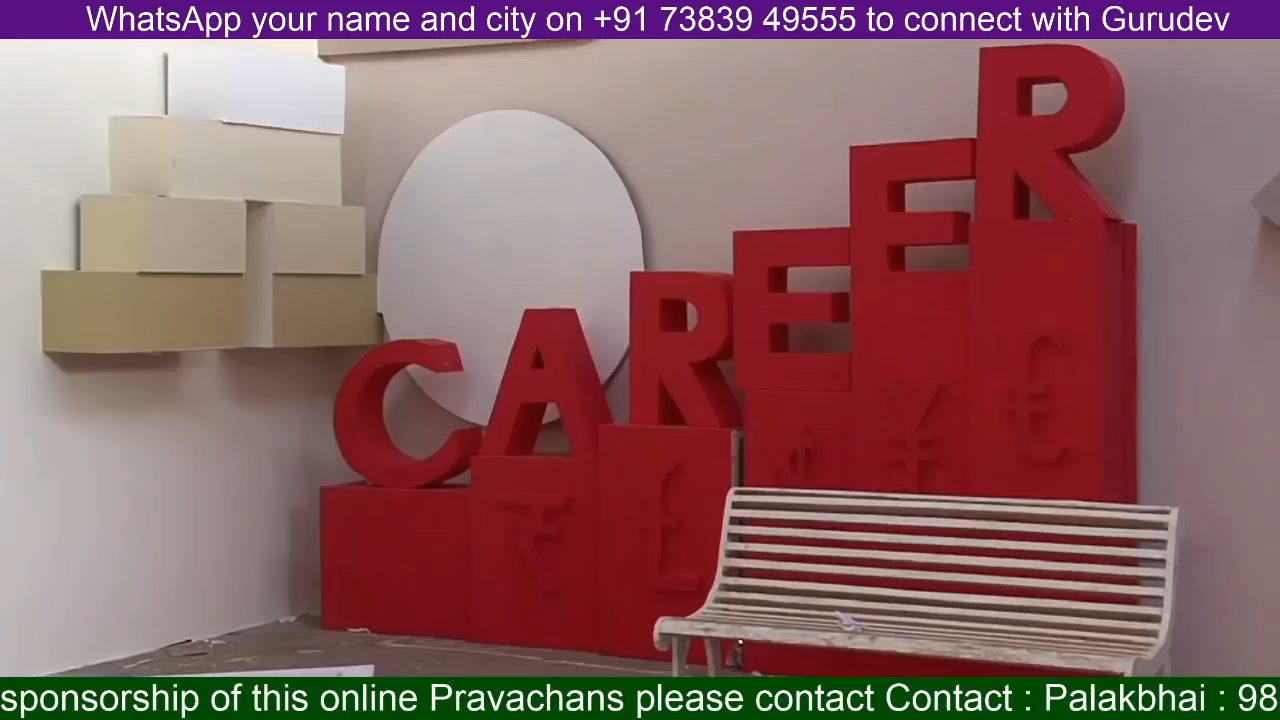 WhatsApp your name and city on +91 73839 49555 to connect with Gurudev
CAREER
₹ £ ¢ ¥ €
sponsorship of this online Pravachans please contact Contact : Palakbhai : 98